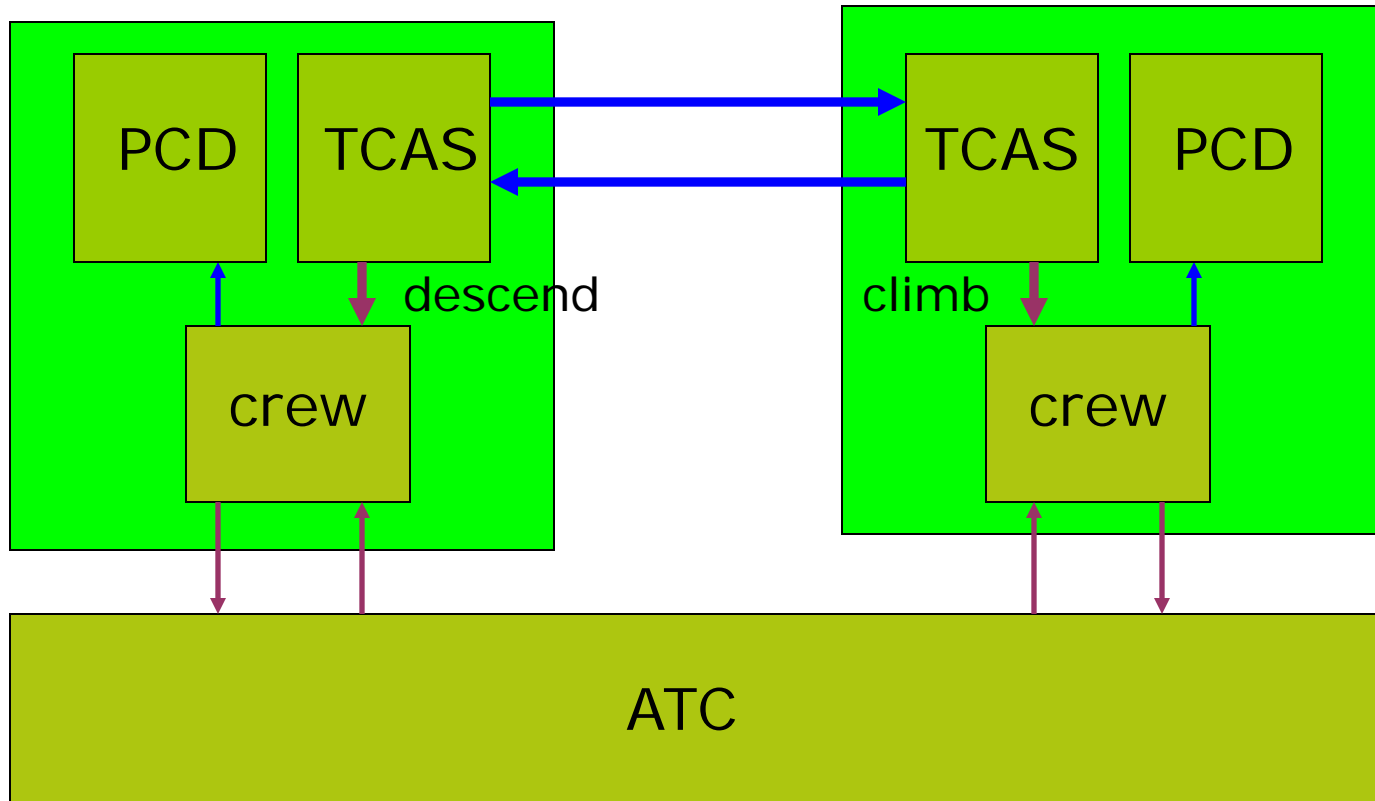 PCD
TCAS
TCAS
PCD
descend
climb
crew
crew
ATC